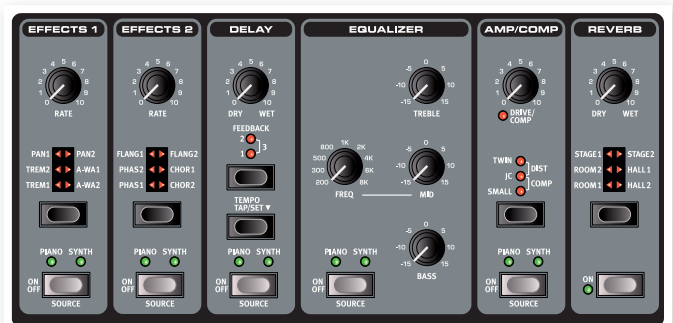 EFFECTS 1
5
4 6
3 7
2 8
1 9
0 10
RATE
PAN1 PAN2
TREM2 A-WA1
TREM1 A-WA2
PIANO SYNTH
ON
OFF
SOURCE
EFFECTS 2
5
4 6
3 7
2 8
1 9
0 10
RATE
FLANG1 FLANG2
PHAS2 CHOR1
PHAS1 CHOR2
PIANO SYNTH
ON
OFF
SOURCE
DELAY
5
4 6
3 7
2 8
1 9
0 10
DRY WET
FEEDBACK
2
1 3
TEMPO
TAP/SET ▼
PIANO SYNTH
ON
OFF
SOURCE
EQUALIZER
0
-5 5
-10 10
-15 15
TREBLE
1K
800 2K
500 4K
300 6K
200 8K
FREQ
0
-5 5
-10 10
-15 15
MID
0
-5 5
-10 10
-15 15
BASS
PIANO SYNTH
ON
OFF
SOURCE
AMP/COMP
5
4 6
3 7
2 8
1 9
0 10
DRIVE/
COMP
TWIN
DIST
JC
COMP
SMALL
PIANO SYNTH
ON
OFF
SOURCE
REVERB
5
4 6
3 7
2 8
1 9
0 10
DRY WET
STAGE1 STAGE2
ROOM2 HALL1
ROOM1 HALL2
ON